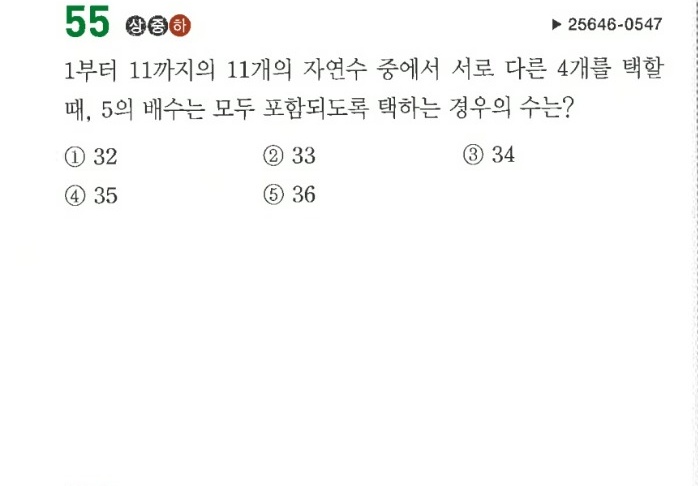 55 상 중 하 ▶ 25646-0547
1부터 11까지의 11개의 자연수 중에서 서로 다른 4개를 택할
때, 5의 배수는 모두 포함되도록 택하는 경우의 수는?
① 32 ② 33 ③ 34
④ 35 ⑤ 36